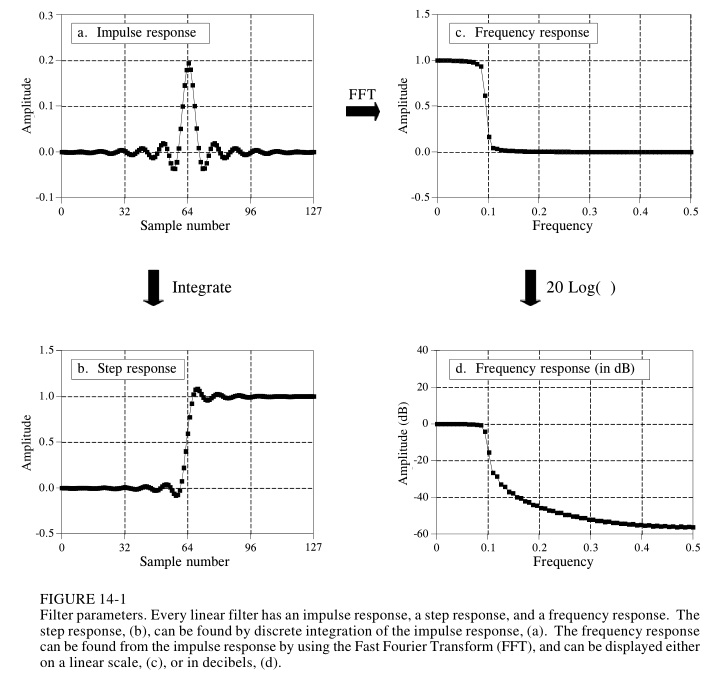 a. Impulse response
0.3
0.2
0.1
0.0
-0.1
Amplitude
0 32 64 96 127
Sample number
FFT
c. Frequency response
1.5
1.0
0.5
0.0
-0.5
Amplitude
0 0.1 0.2 0.3 0.4 0.5
Frequency
Integrate
20 Log( )
b. Step response
1.5
1.0
0.5
0.0
-0.5
Amplitude
0 32 64 96 127
Sample number
d. Frequency response (in dB)
40
20
0
-20
-40
-60
Amplitude (dB)
0 0.1 0.2 0.3 0.4 0.5
Frequency
FIGURE 14-1
Filter parameters. Every linear filter has an impulse response, a step response, and a frequency response. The
step response, (b), can be found by discrete integration of the impulse response, (a). The frequency response
can be found from the impulse response by using the Fast Fourier Transform (FFT), and can be displayed either
on a linear scale, (c), or in decibels, (d).